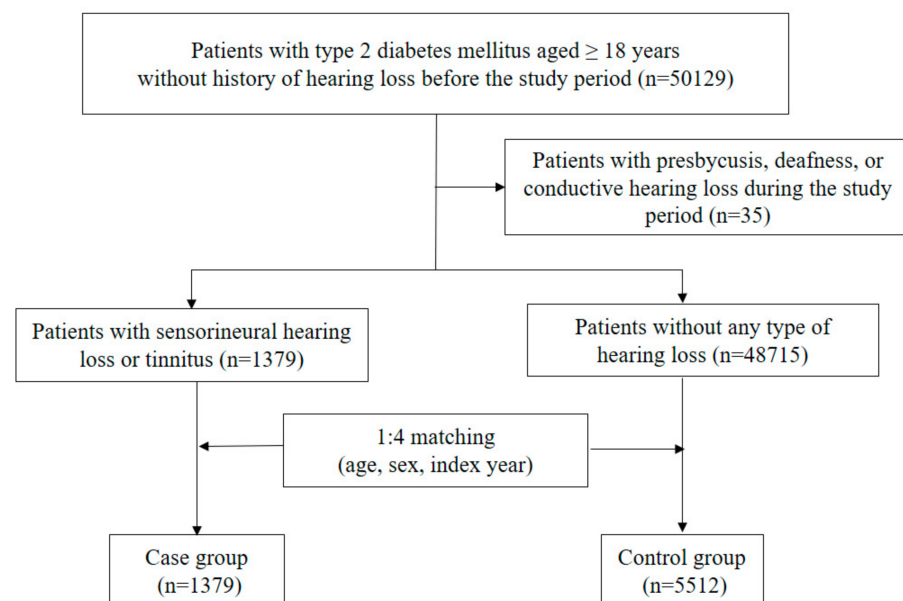 Patients with type 2 diabetes mellitus aged ≥ 18 years
without history of hearing loss before the study period (n=50129)
Patients with presbycusis, deafness, or
conductive hearing loss during the study
period (n=35)
Patients with sensorineural hearing
loss or tinnitus (n=1379)
Patients without any type of
hearing loss (n=48715)
1:4 matching
(age, sex, index year)
Case group
(n=1379)
Control group
(n=5512)